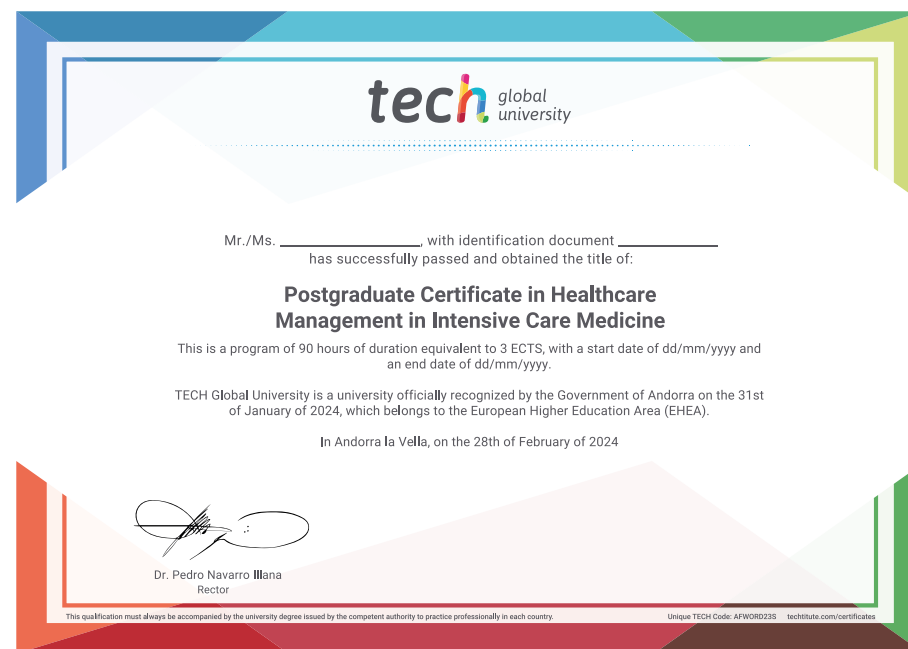 tech global university
Mr./Ms. ____________________, with identification document ______________
has successfully passed and obtained the title of:
Postgraduate Certificate in Healthcare
Management in Intensive Care Medicine
This is a program of 90 hours of duration equivalent to 3 ECTS, with a start date of dd/mm/yyyy and
an end date of dd/mm/yyyy.
TECH Global University is a university officially recognized by the Government of Andorra on the 31st
of January of 2024, which belongs to the European Higher Education Area (EHEA).
In Andorra la Vella, on the 28th of February of 2024
Dr. Pedro Navarro Illana
Rector
This qualification must always be accompanied by the university degree issued by the competent authority to practice professionally in each country.
Unique TECH Code: AFWORD23S techtitute.com/certificates